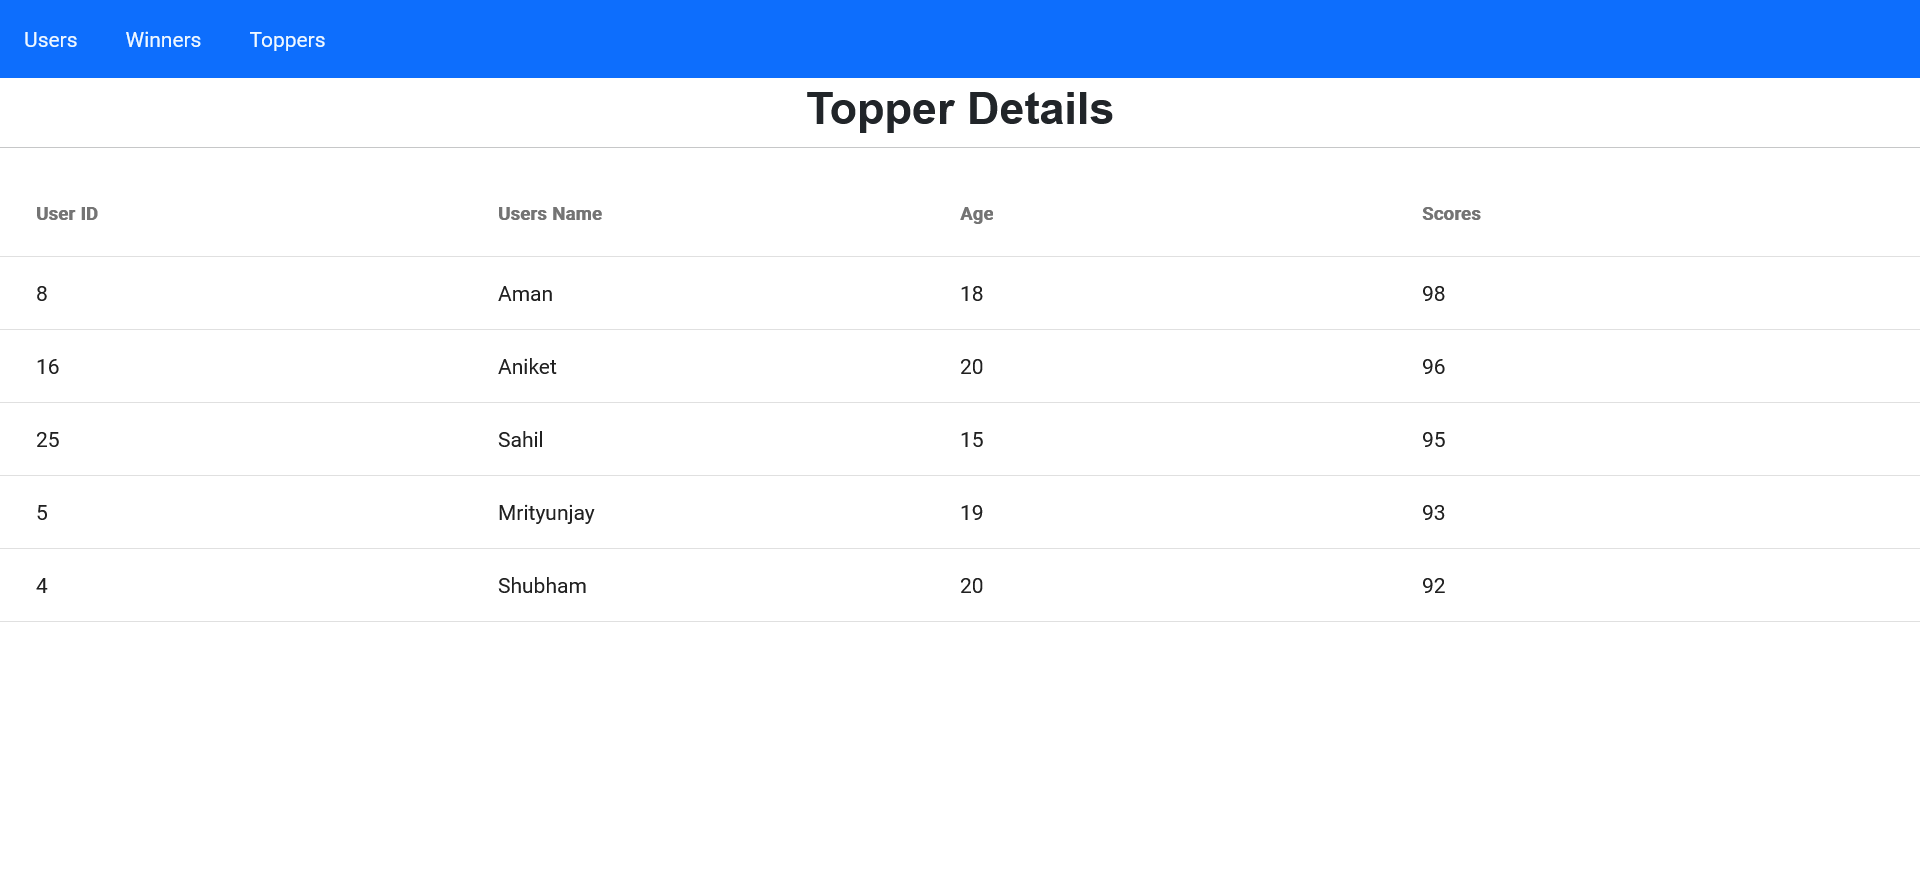 Users Winners Toppers
Topper Details
User ID Users Name Age Scores
8 Aman 18 98
16 Aniket 20 96
25 Sahil 15 95
5 Mrityunjay 19 93
4 Shubham 20 92